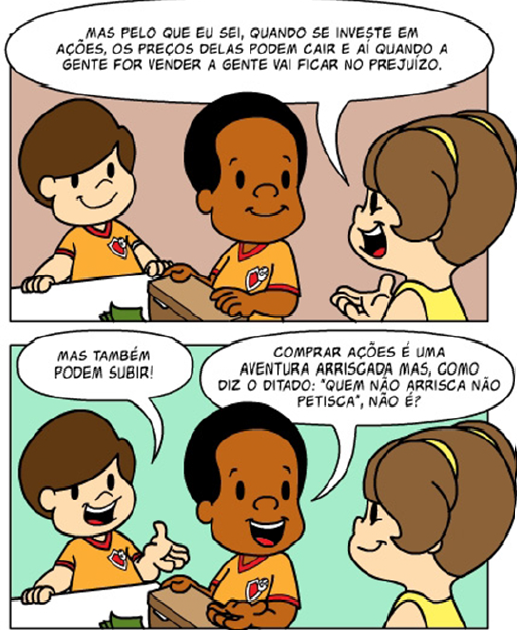 MAS PELO QUE EU SEI, QUANDO SE INVESTE EM
AÇÕES, OS PREÇOS DELAS PODEM CAIR E AÍ QUANDO A
GENTE FOR VENDER A GENTE VAI FICAR NO PREJUÍZO.
MAS TAMBÉM
PODEM SUBIR!
COMPRAR AÇÕES É UMA
AVENTURA ARRISCADA MAS, COMO
DIZ O DITADO: "QUEM NÃO ARRISCA NÃO
PETISCA", NÃO É?